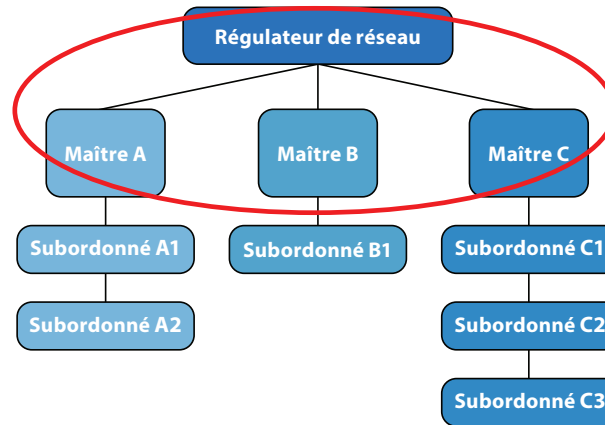 Régulateur de réseau
Maître A
Maître B
Maître C
Subordonné A1
Subordonné B1
Subordonné C1
Subordonné A2
Subordonné C2
Subordonné C3